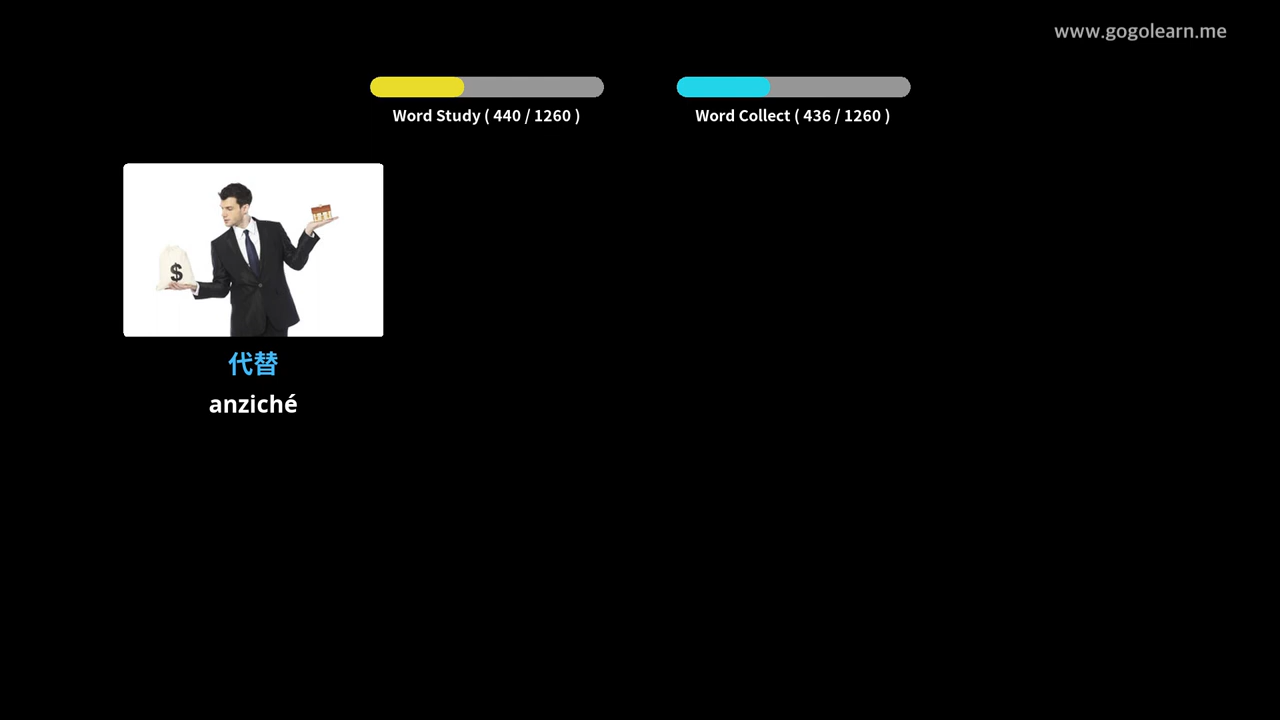 www.gogolearn.me
Word Study ( 440 / 1260 )
Word Collect ( 436 / 1260 )
$
代替
anziché